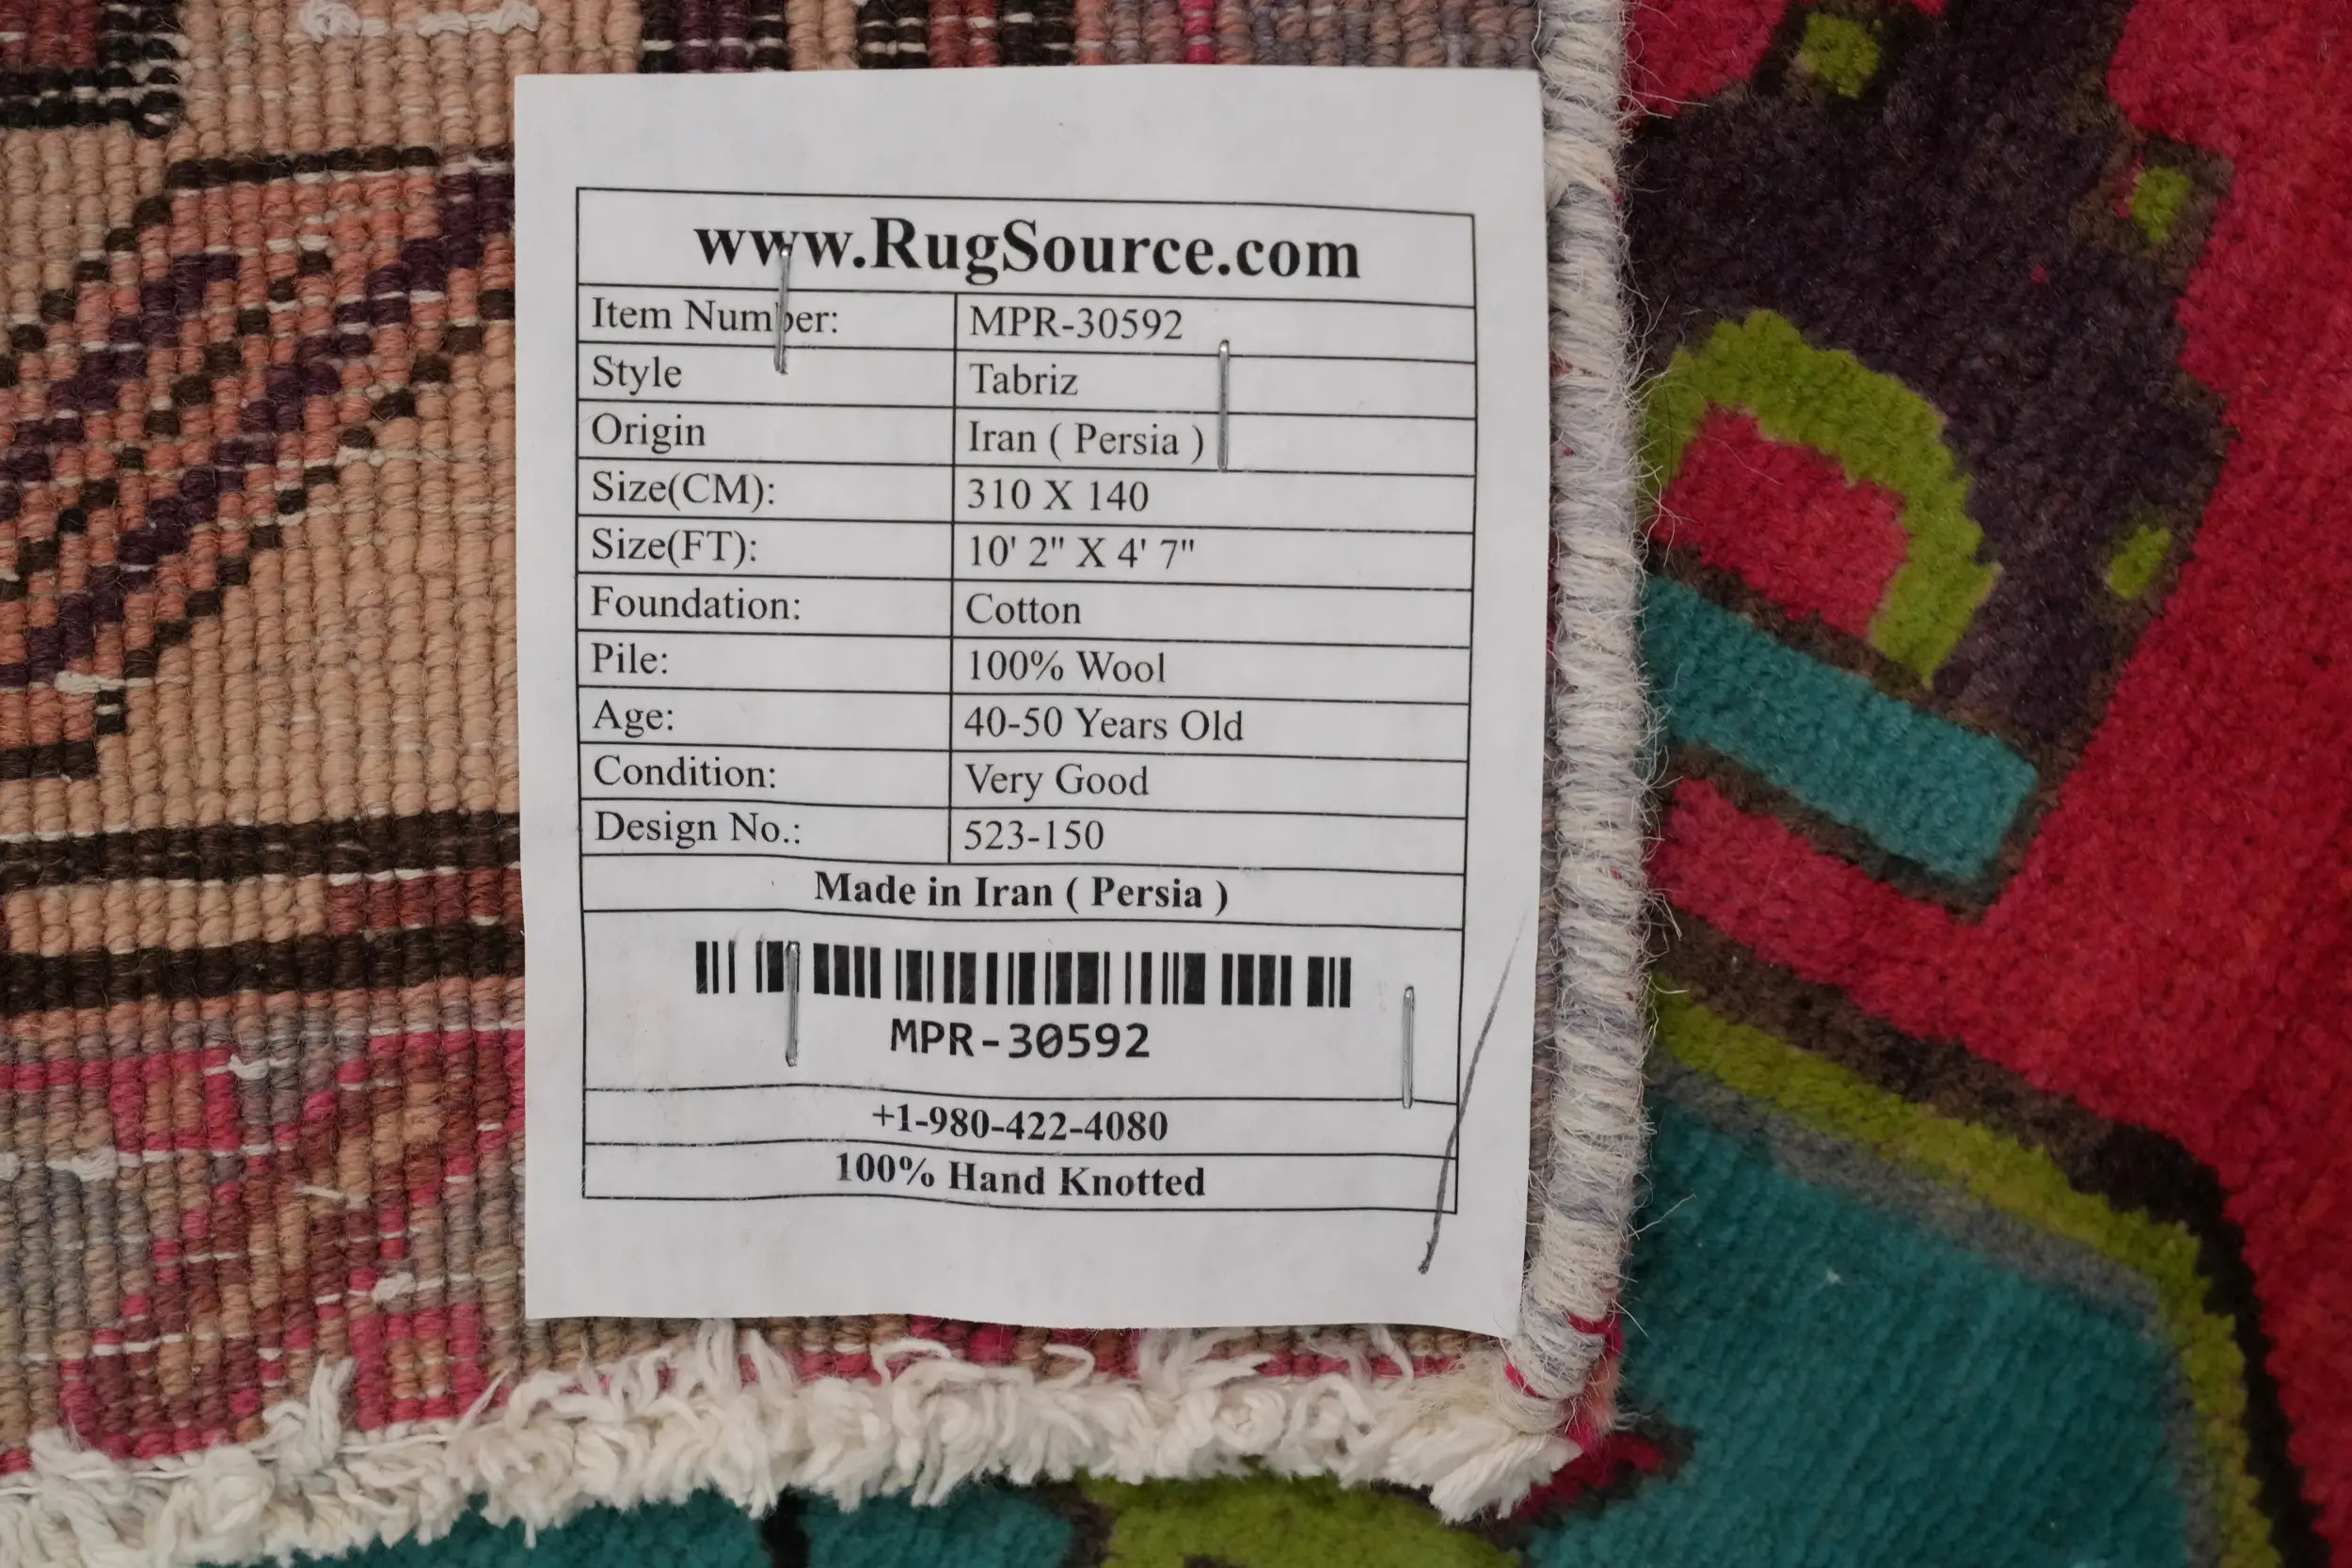 www.RugSource.com
Item Number: MPR-30592
Style Tabriz
Origin Iran ( Persia )
Size(CM): 310 X 140
Size(FT): 10' 2" X 4' 7"
Foundation: Cotton
Pile: 100% Wool
Age: 40-50 Years Old
Condition: Very Good
Design No.: 523-150
Made in Iran ( Persia )
MPR-30592
+1-980-422-4080
100% Hand Knotted